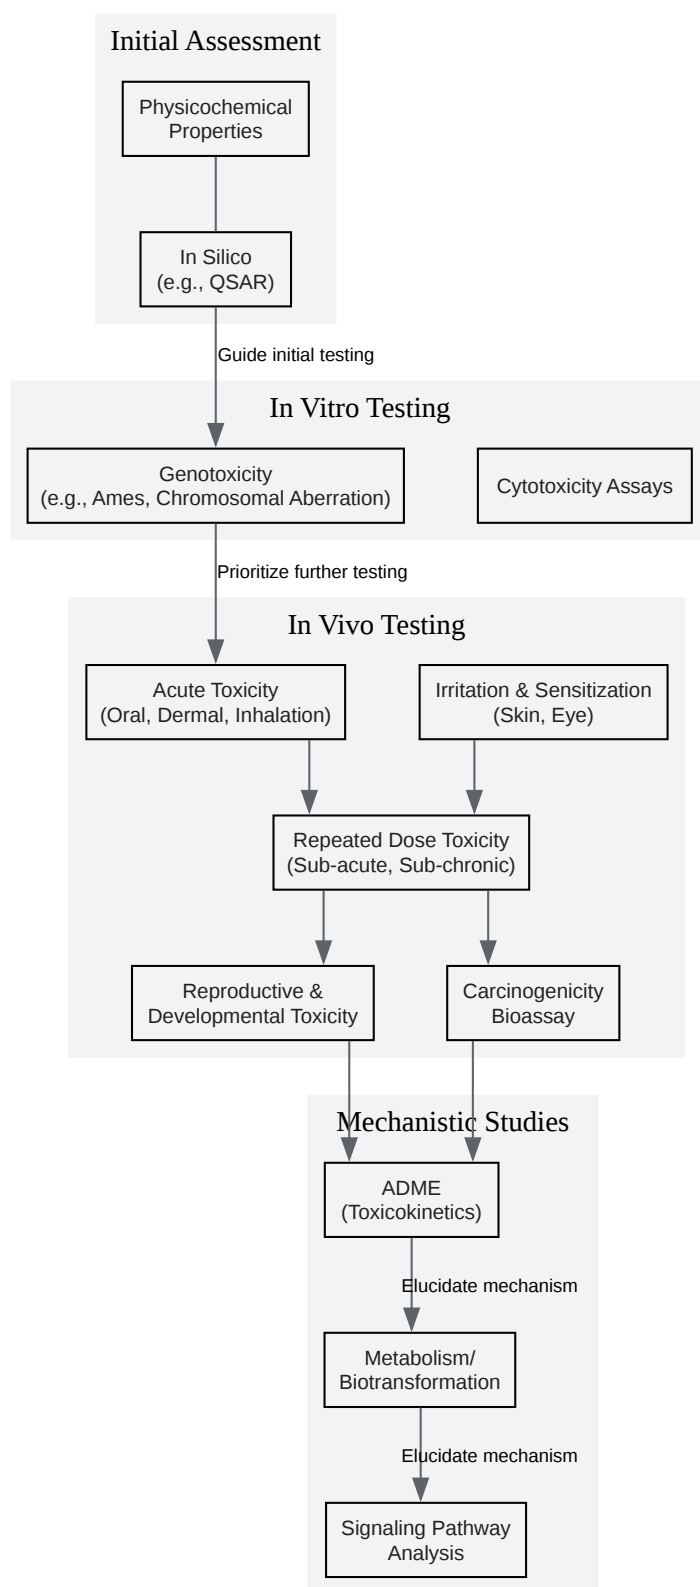 Initial Assessment
Physicochemical
Properties
In Silico
(e.g., QSAR)
Guide initial testing
In Vitro Testing
Genotoxicity
(e.g., Ames, Chromosomal Aberration)
Cytotoxicity Assays
Prioritize further testing
In Vivo Testing
Acute Toxicity
(Oral, Dermal, Inhalation)
Irritation & Sensitization
(Skin, Eye)
Repeated Dose Toxicity
(Sub-acute, Sub-chronic)
Reproductive &
Developmental Toxicity
Carcinogenicity
Bioassay
Mechanistic Studies
ADME
(Toxicokinetics)
Elucidate mechanism
Metabolism/
Biotransformation
Elucidate mechanism
Signaling Pathway
Analysis